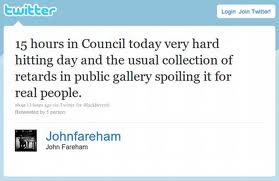 twitter
Login Join Twitter!
15 hours in Council today very hard
hitting day and the usual collection of
retards in public gallery spoiling it for
real people.
about 13 hours ago via Twitter for Blackberry®
Retweeted by 1 person
Johnfareham
John Fareham